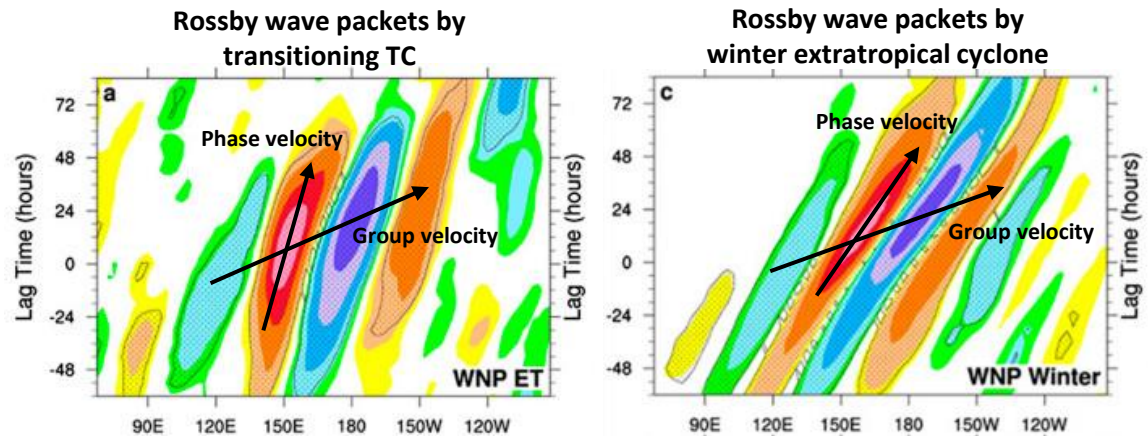 Rossby wave packets by
transitioning TC
a
Phase velocity
Group velocity
WNP ET
Lag Time (hours)
72
48
24
0
-24
-48
90E 120E 150E 180 150W 120W
Rossby wave packets by
winter extratropical cyclone
c
Phase velocity
Group velocity
WNP Winter
Lag Time (hours)
72
48
24
0
-24
-48
90E 120E 150E 180 150W 120W
Lag Time (hours)